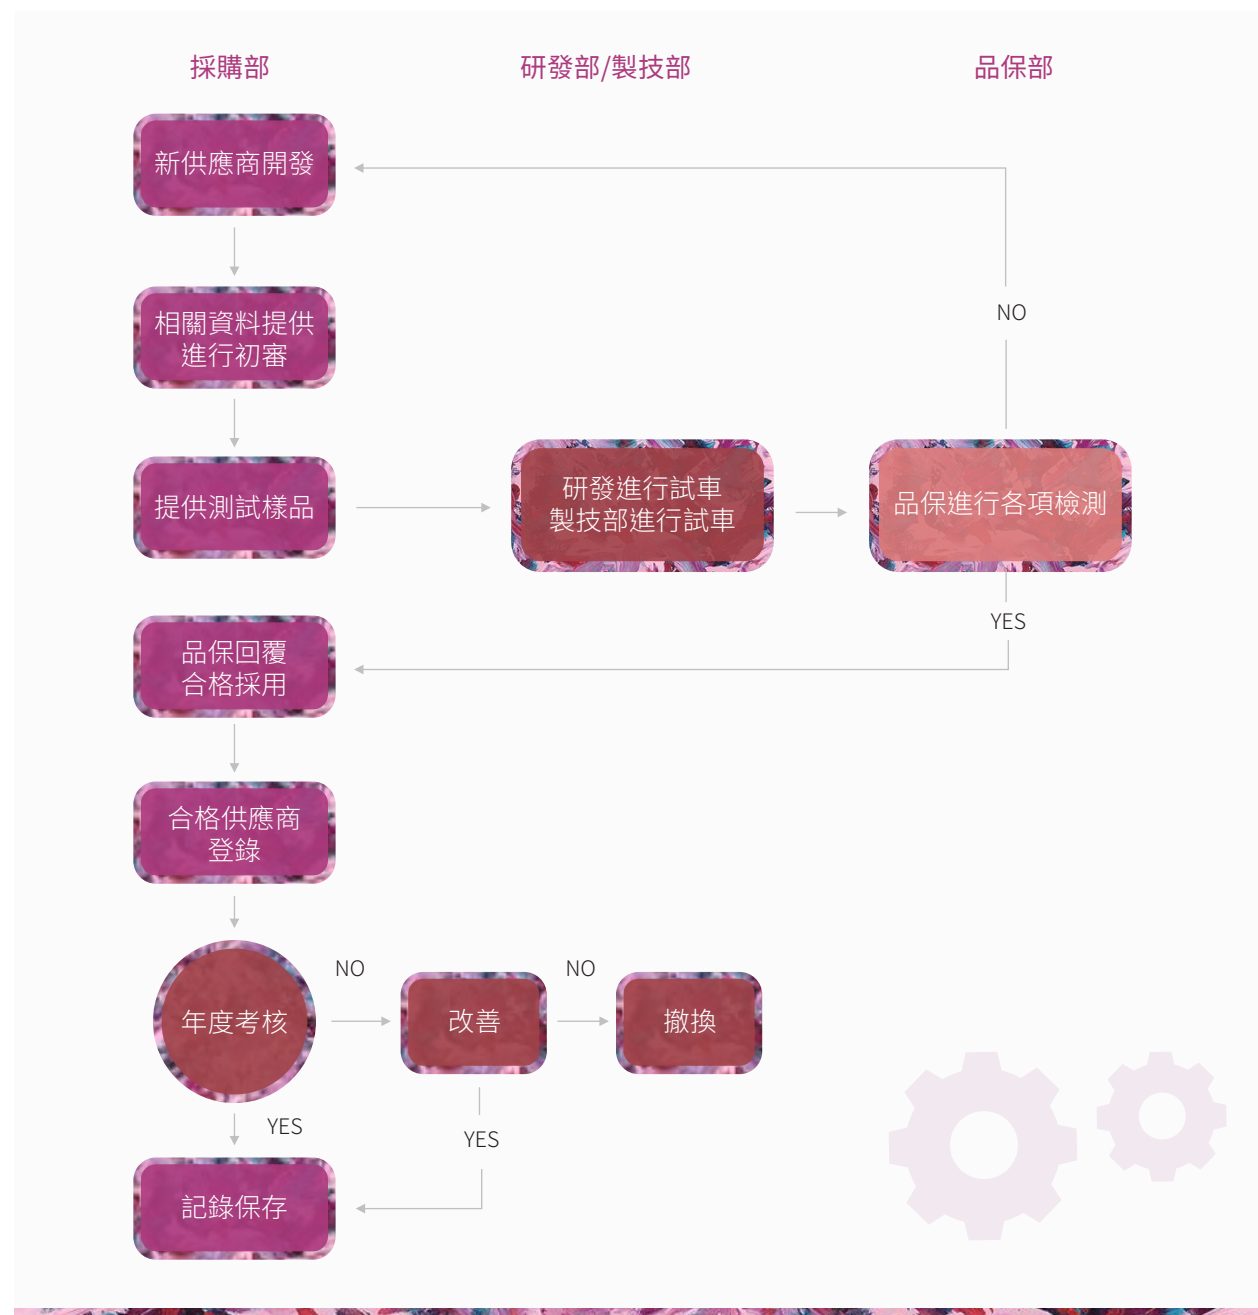 採購部
研發部/製技部
品保部
新供應商開發
相關資料提供
進行初審
NO
提供測試樣品
研發進行試車
製技部進行試車
品保進行各項檢測
YES
品保回覆
合格採用
合格供應商
登錄
年度考核
NO
改善
NO
撤換
YES
YES
記錄保存